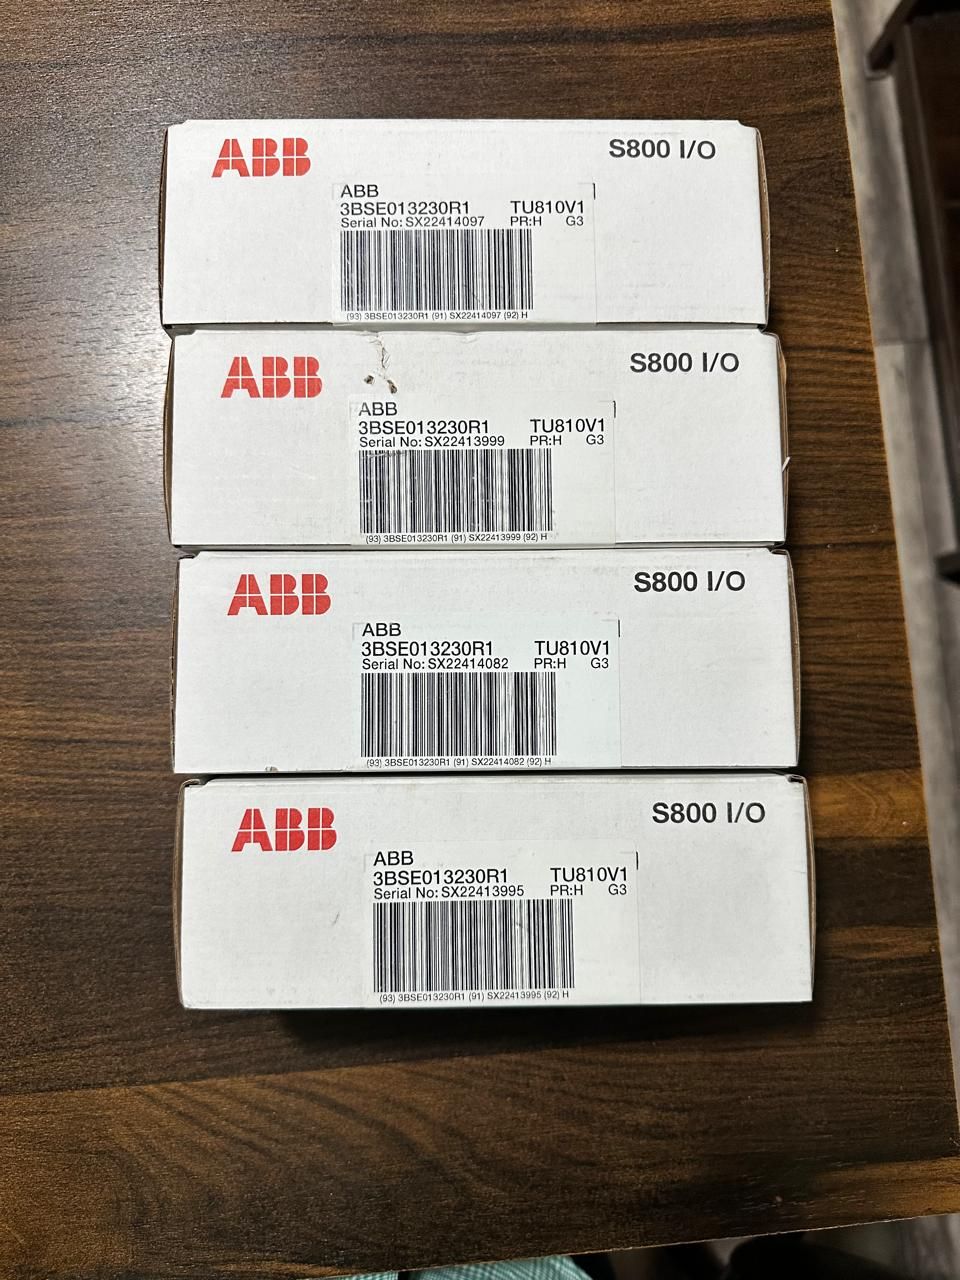 ABB S800 I/O
ABB
3BSE013230R1 TU810V1
Serial No: SX22414097 PR:H G3
(93) 3BSE013230R1 (91) SX22414097 (92) H
ABB S800 I/O
ABB
3BSE013230R1 TU810V1
Serial No: SX22413999 PR:H G3
(93) 3BSE013230R1 (91) SX22413999 (92) H
ABB S800 I/O
ABB
3BSE013230R1 TU810V1
Serial No: SX22414082 PR:H G3
(93) 3BSE013230R1 (91) SX22414082 (92) H
ABB S800 I/O
ABB
3BSE013230R1 TU810V1
Serial No: SX22413995 PR:H G3
(93) 3BSE013230R1 (91) SX22413995 (92) H